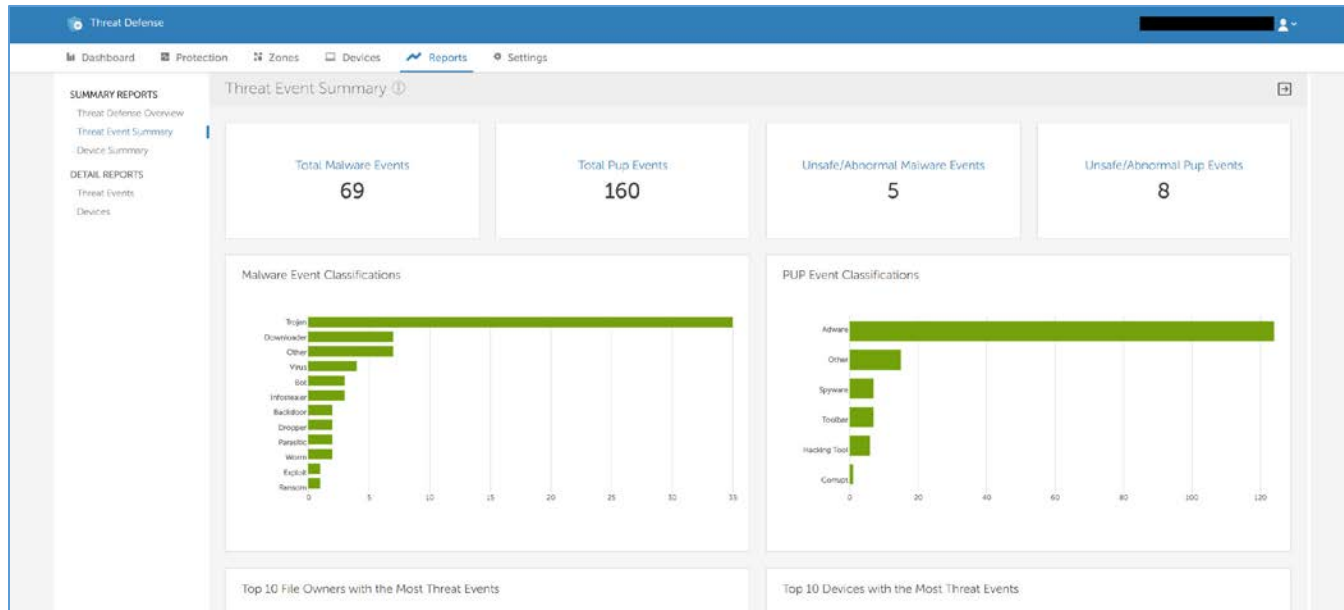 Threat Defense
Dashboard Protection Zones Devices Reports Settings
SUMMARY REPORTS
Threat Defense Overview
Threat Event Summary
Device Summary
DETAIL REPORTS
Threat Events
Devices
Threat Event Summary
Total Malware Events
69
Total Pup Events
160
Unsafe/Abnormal Malware Events
5
Unsafe/Abnormal Pup Events
8
Malware Event Classifications
Trojan
Downloader
Other
Virus
Bot
Infostealer
Backdoor
Dropper
Parasitic
Worm
Exploit
Ransom
0 5 10 15 20 25 30 35
PUP Event Classifications
Adware
Other
Spyware
Toolbar
Hacking Tool
Corrupt
0 20 40 60 80 100 120
Top 10 File Owners with the Most Threat Events
Top 10 Devices with the Most Threat Events